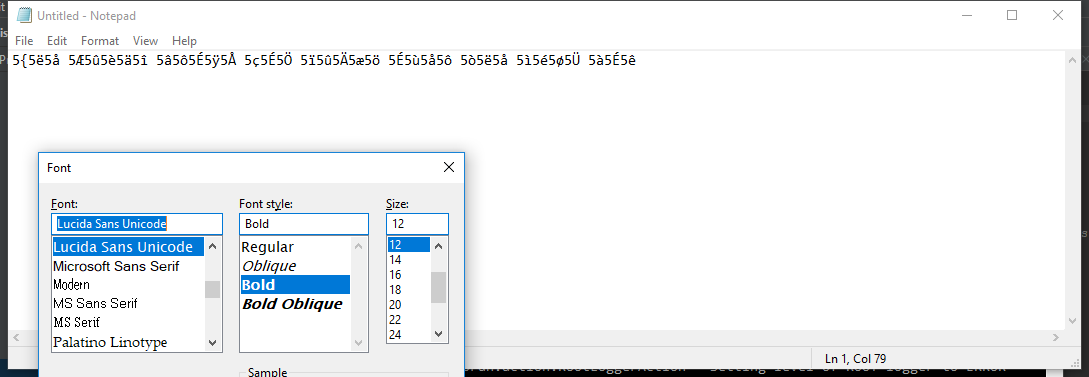 Untitled - Notepad
File Edit Format View Help
5{5ë5å 5Æ5û5è5ä5î 5â5ô5É5ÿ5Å 5ç5É5Ö 5ï5û5Ä5æ5ö 5É5ù5å5ô 5ò5ë5å 5ì5é5ø5Ü 5à5É5ê
Font
Font: Font style: Size:
Lucida Sans Unicode Bold 12
Lucida Sans Unicode Regular 12
Microsoft Sans Serif Oblique 14
Modern Bold 16
MS Sans Serif Bold Oblique 18
MS Serif 20
Palatino Linotype 22
24
Ln 1, Col 79
Sample